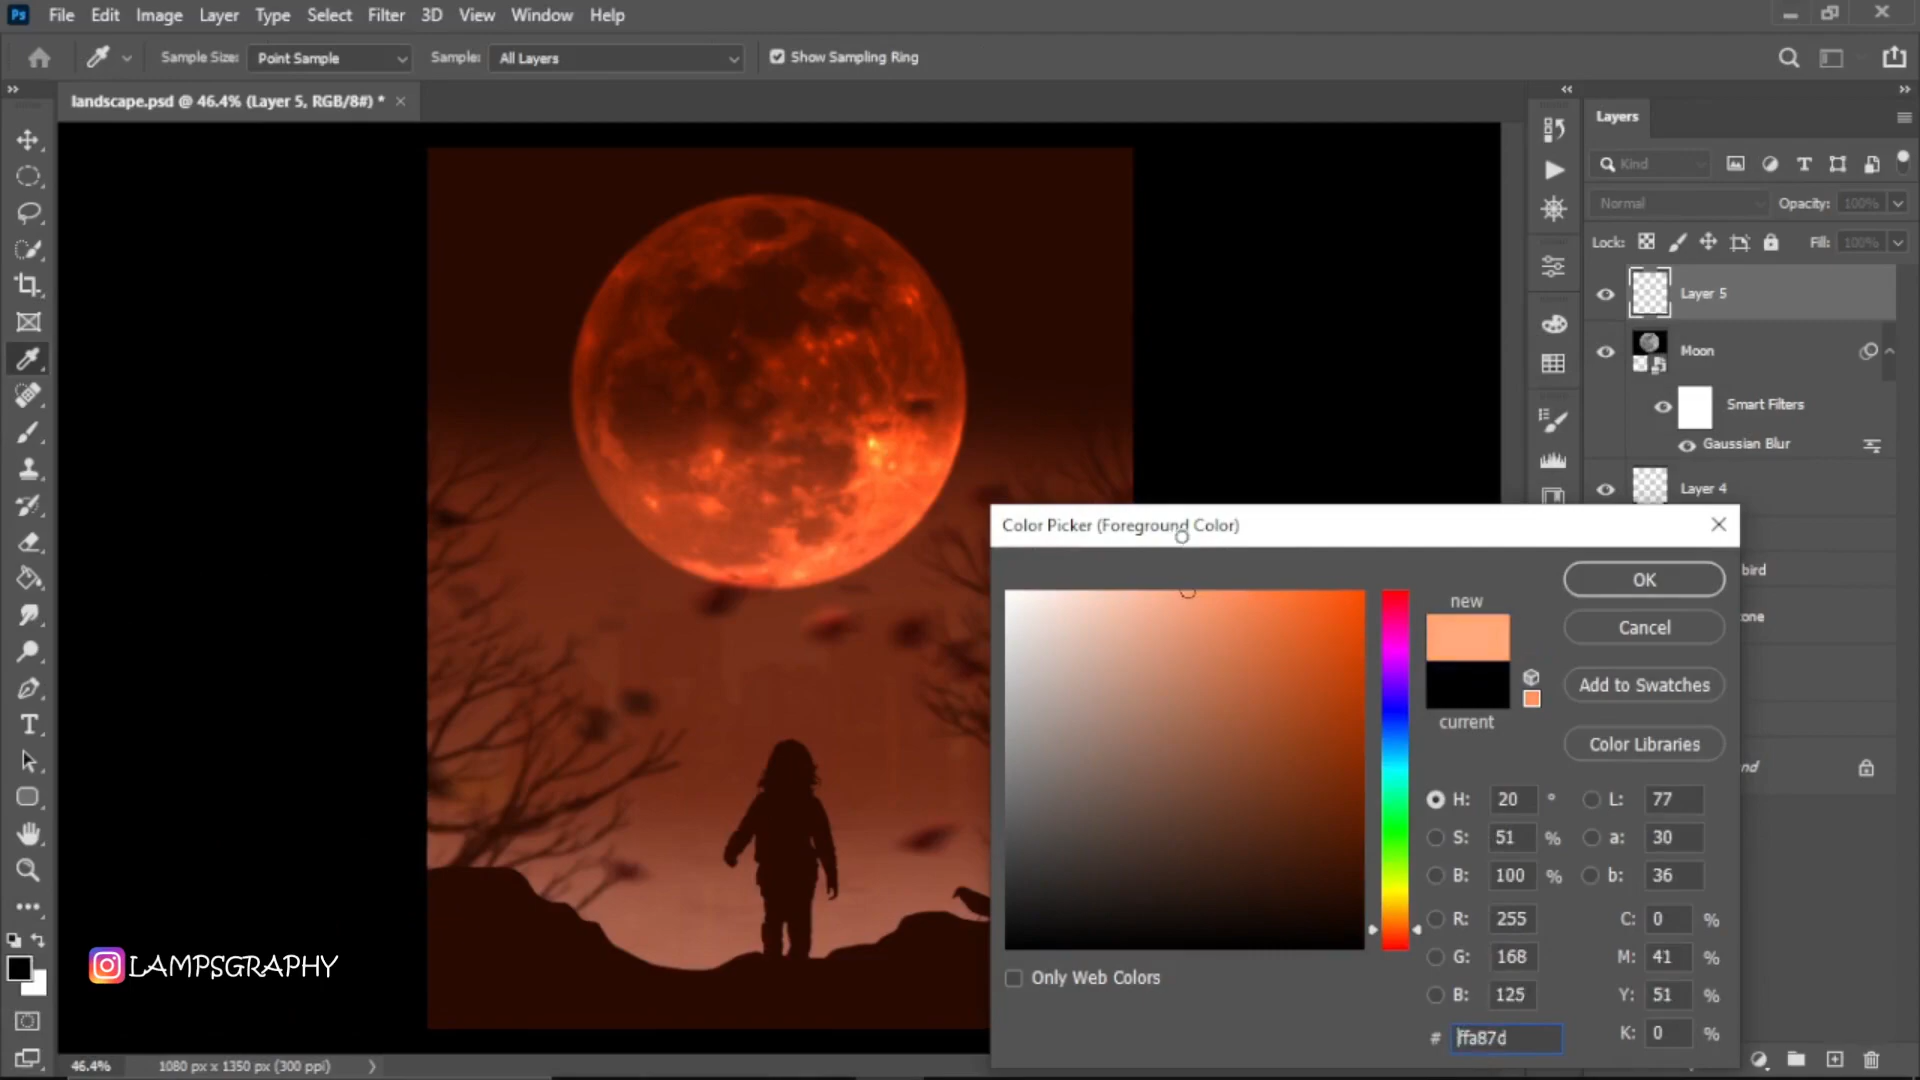 Ps File Edit Image Layer Type Select Filter 3D View Window Help
Sample Size: Point Sample Sample: All Layers Show Sampling Ring
landscape.psd @ 46.4% (Layer 5, RGB/8#) *
Layers
Kind
Normal Opacity: 100%
Lock: Fill: 100%
Layer 5
Moon
Smart Filters
Gaussian Blur
Layer 4
Color Picker (Foreground Color)
bird
one
nd
new
current
OK
Cancel
Add to Swatches
Color Libraries
H: 20 ° L: 77
S: 51 % a: 30
B: 100 % b: 36
R: 255 C: 0 %
G: 168 M: 41 %
B: 125 Y: 51 %
# ffa87d K: 0 %
Only Web Colors
LAMPSGRAPHY
46.4% 1080 px x 1350 px (300 ppi)